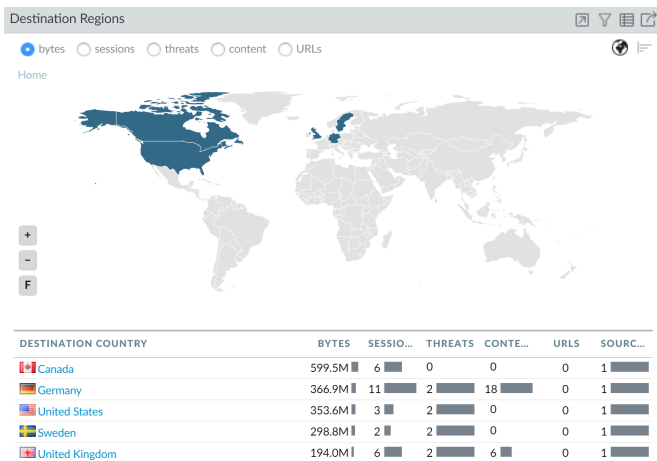 Destination Regions
bytes sessions threats content URLs
Home
+
−
F
DESTINATION COUNTRY BYTES SESSIO... THREATS CONTE... URLS SOURC...
Canada 599.5M 6 0 0 0 1
Germany 366.9M 11 2 18 0 1
United States 353.6M 3 2 0 0 1
Sweden 298.8M 2 2 0 0 1
United Kingdom 194.0M 6 2 6 0 1